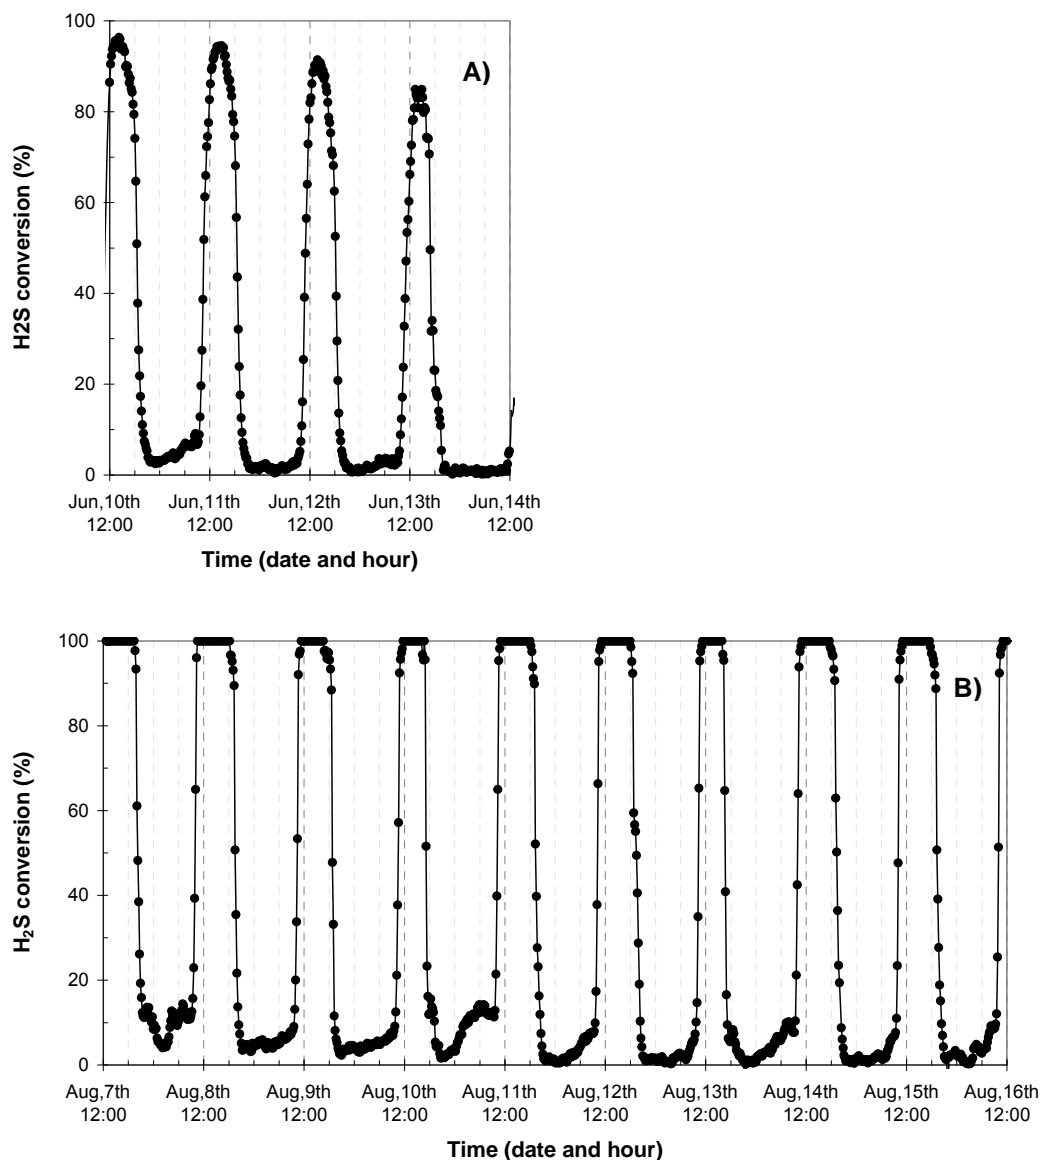 100
80
60
40
20
0
H2S conversion (%)
A)
Jun,10th Jun,11th Jun,12th Jun,13th Jun,14th
12:00 12:00 12:00 12:00 12:00
Time (date and hour)
100
80
60
40
20
0
H₂S conversion (%)
B)
Aug,7th Aug,8th Aug,9th Aug,10th Aug,11th Aug,12th Aug,13th Aug,14th Aug,15th Aug,16th
12:00 12:00 12:00 12:00 12:00 12:00 12:00 12:00 12:00 12:00
Time (date and hour)